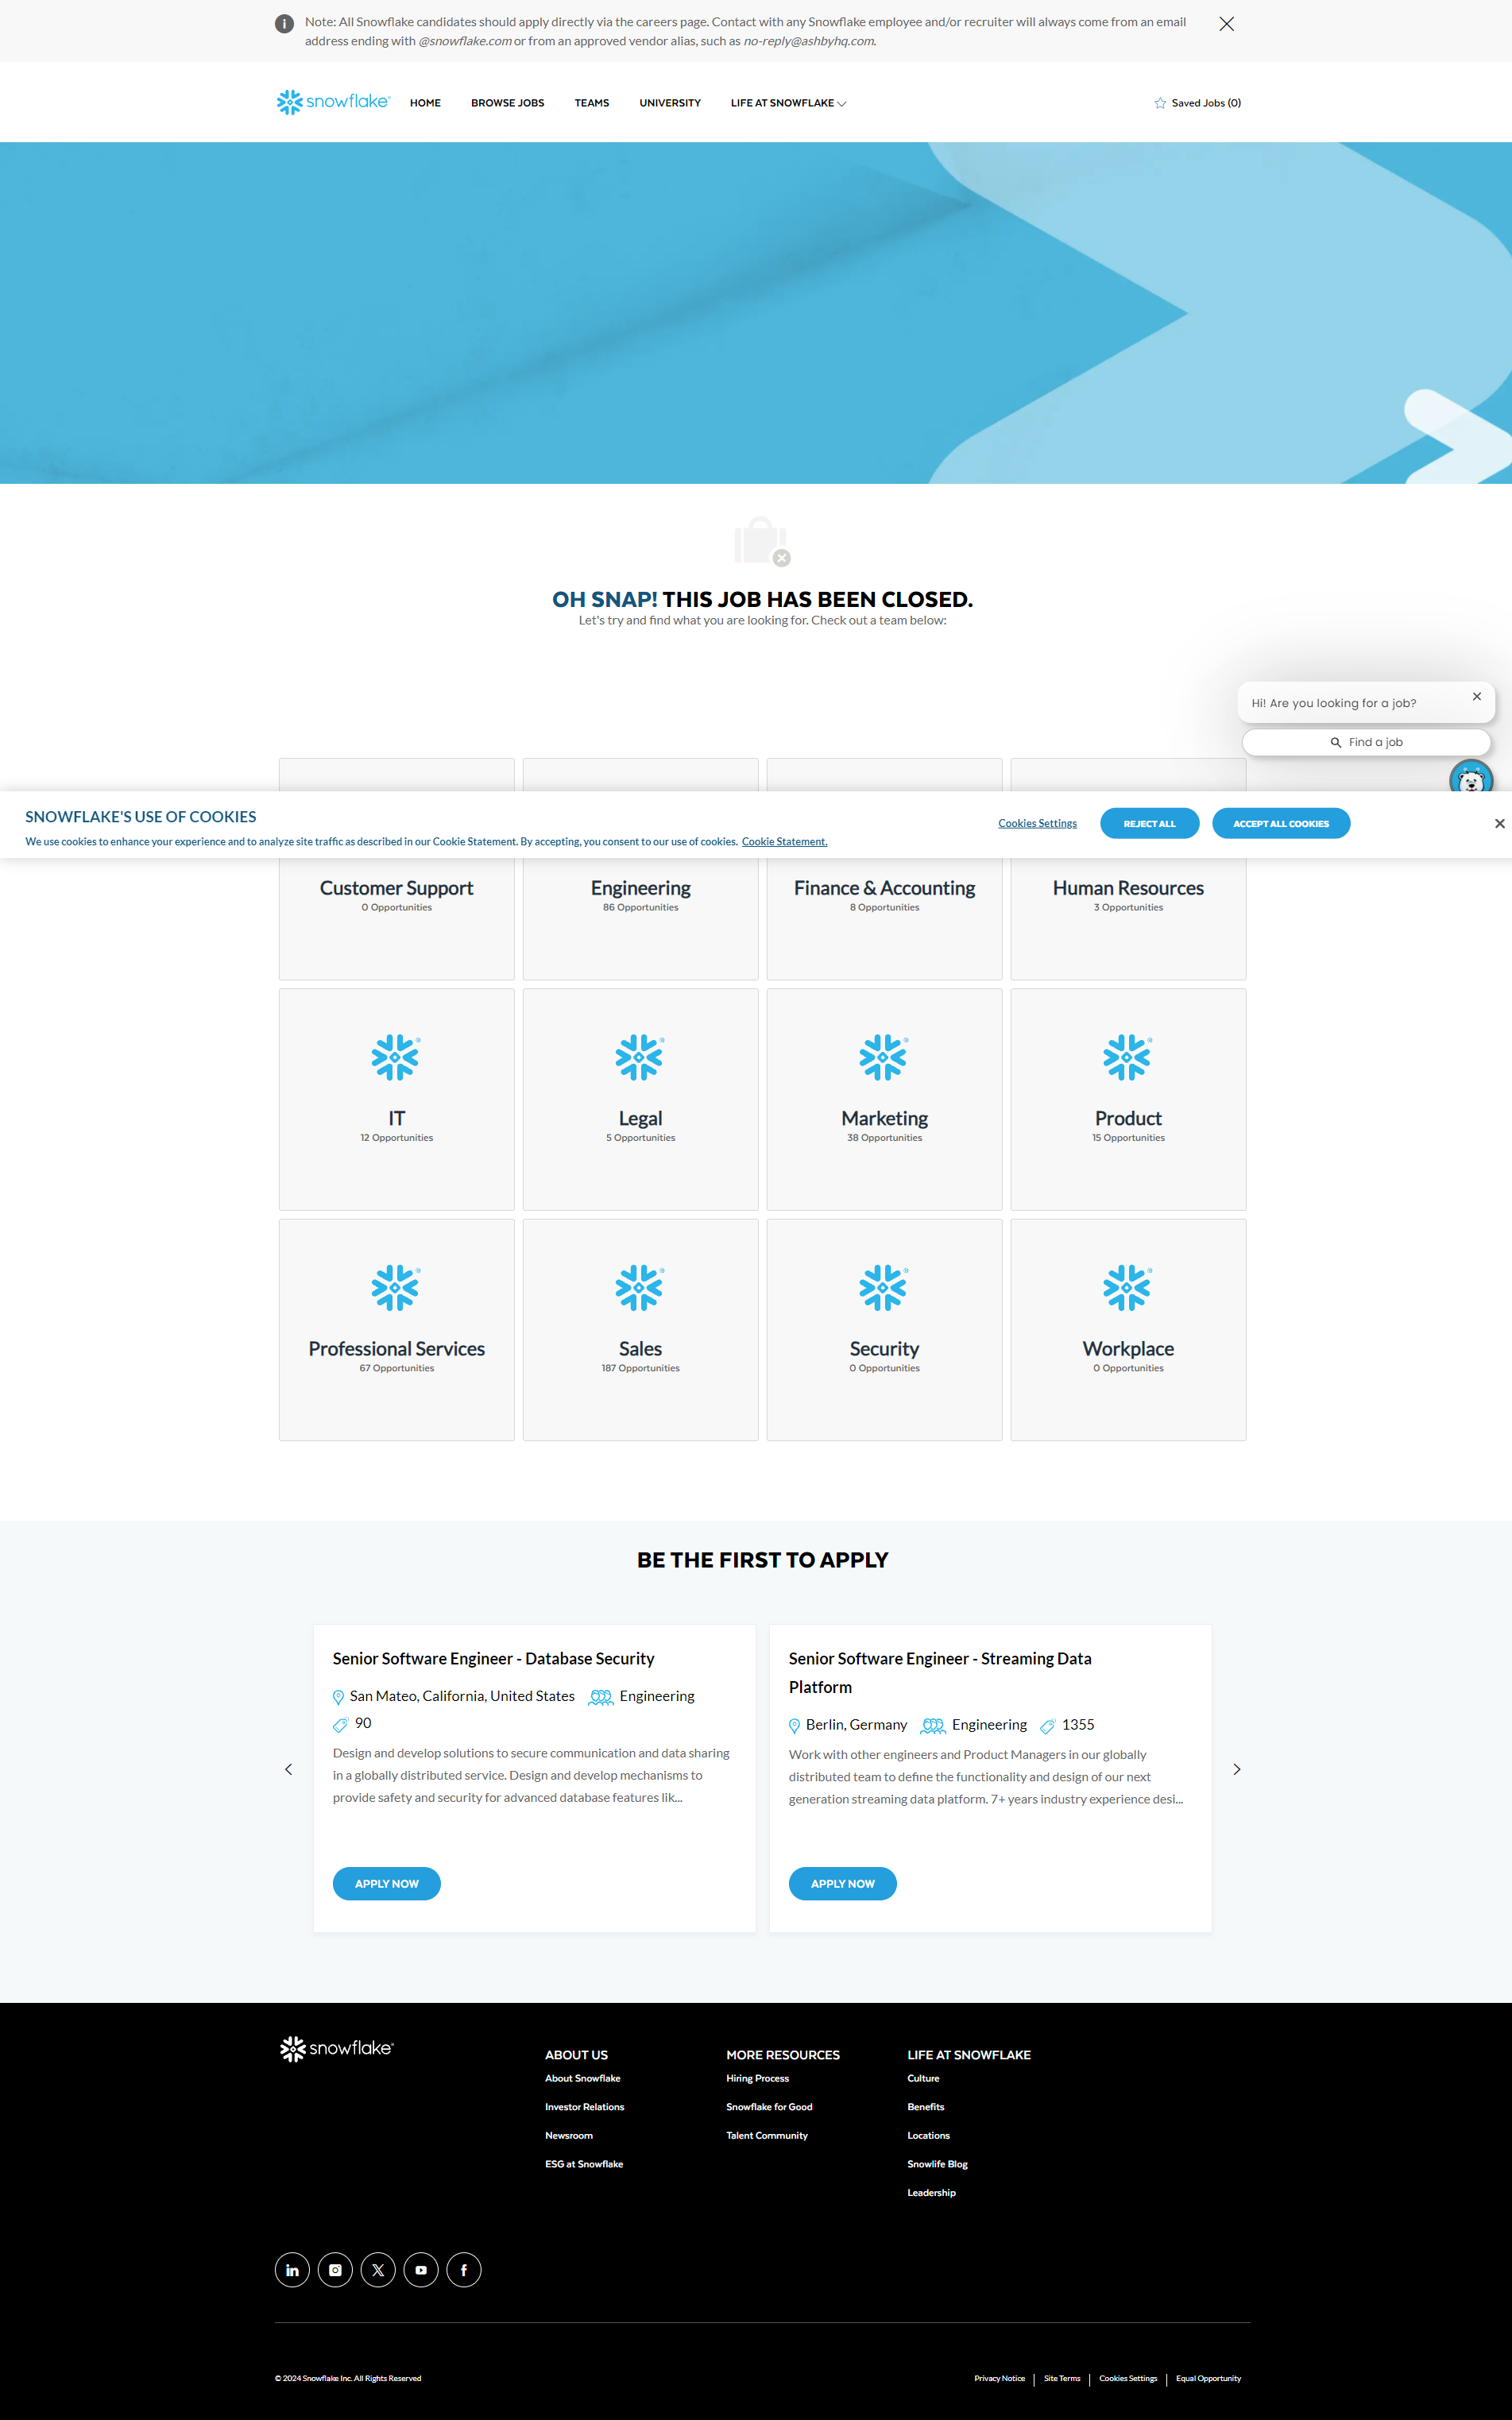 Note: All Snowflake candidates should apply directly via the careers page. Contact with any Snowflake employee and/or recruiter will always come from an email
address ending with @snowflake.com or from an approved vendor alias, such as no-reply@ashbyhq.com.
snowflake®
HOME
BROWSE JOBS
TEAMS
UNIVERSITY
LIFE AT SNOWFLAKE
Saved Jobs (0)
OH SNAP! THIS JOB HAS BEEN CLOSED.
Let's try and find what you are looking for. Check out a team below:
Hi! Are you looking for a job?
Find a job
SNOWFLAKE'S USE OF COOKIES
We use cookies to enhance your experience and to analyze site traffic as described in our Cookie Statement. By accepting, you consent to our use of cookies. Cookie Statement.
Cookies Settings
REJECT ALL
ACCEPT ALL COOKIES
Customer Support
0 Opportunities
Engineering
86 Opportunities
Finance & Accounting
8 Opportunities
Human Resources
3 Opportunities
IT
12 Opportunities
Legal
5 Opportunities
Marketing
38 Opportunities
Product
15 Opportunities
Professional Services
67 Opportunities
Sales
187 Opportunities
Security
0 Opportunities
Workplace
0 Opportunities
BE THE FIRST TO APPLY
Senior Software Engineer - Database Security
San Mateo, California, United States
Engineering
90
Design and develop solutions to secure communication and data sharing
in a globally distributed service. Design and develop mechanisms to
provide safety and security for advanced database features lik...
APPLY NOW
Senior Software Engineer - Streaming Data
Platform
Berlin, Germany
Engineering
1355
Work with other engineers and Product Managers in our globally
distributed team to define the functionality and design of our next
generation streaming data platform. 7+ years industry experience desi...
APPLY NOW
snowflake®
ABOUT US
About Snowflake
Investor Relations
Newsroom
ESG at Snowflake
MORE RESOURCES
Hiring Process
Snowflake for Good
Talent Community
LIFE AT SNOWFLAKE
Culture
Benefits
Locations
Snowlife Blog
Leadership
© 2024 Snowflake Inc. All Rights Reserved
Privacy Notice
Site Terms
Cookies Settings
Equal Opportunity